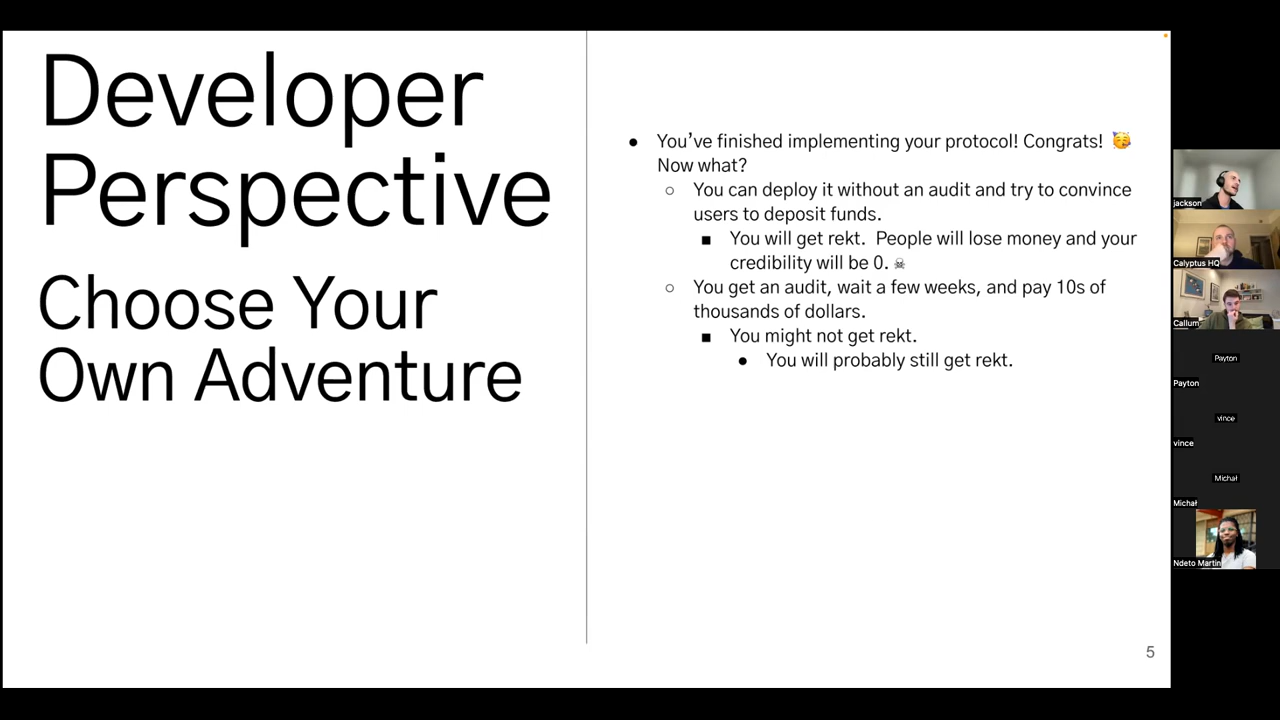 Developer
Perspective
Choose Your
Own Adventure
● You’ve finished implementing your protocol! Congrats! 🥳
Now what?
○ You can deploy it without an audit and try to convince
users to deposit funds.
■ You will get rekt. People will lose money and your
credibility will be 0. ☠
○ You get an audit, wait a few weeks, and pay 10s of
thousands of dollars.
■ You might not get rekt.
● You will probably still get rekt.
5
jackson
Calyptus HQ
Callum
Payton
Payton
vince
vince
Michał
Michał
Ndeto Martin